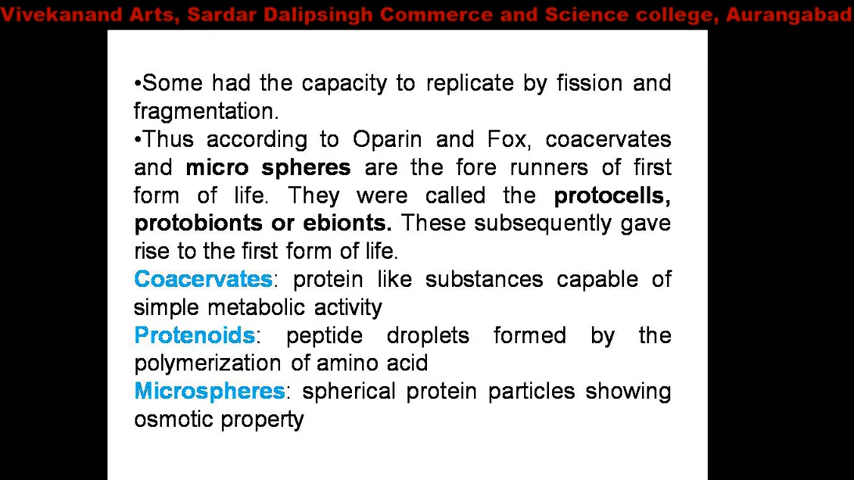 Vivekanand Arts, Sardar Dalipsingh Commerce and Science college, Aurangabad
•Some had the capacity to replicate by fission and
fragmentation.
•Thus according to Oparin and Fox, coacervates
and micro spheres are the fore runners of first
form of life. They were called the protocells,
protobionts or ebionts. These subsequently gave
rise to the first form of life.
Coacervates: protein like substances capable of
simple metabolic activity
Protenoids: peptide droplets formed by the
polymerization of amino acid
Microspheres: spherical protein particles showing
osmotic property